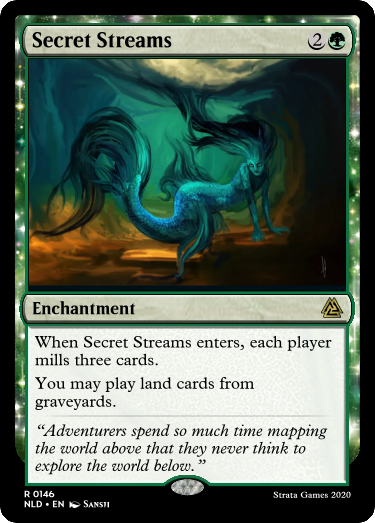 Secret Streams 2
Enchantment
When Secret Streams enters, each player
mills three cards.
You may play land cards from
graveyards.
“Adventurers spend so much time mapping
the world above that they never think to
explore the world below.”
R 0146
NLD • EN SANSII Strata Games 2020